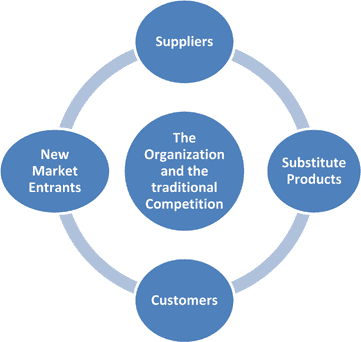 Suppliers
New
Market
Entrants
The
Organization
and the
traditional
Competition
Substitute
Products
Customers